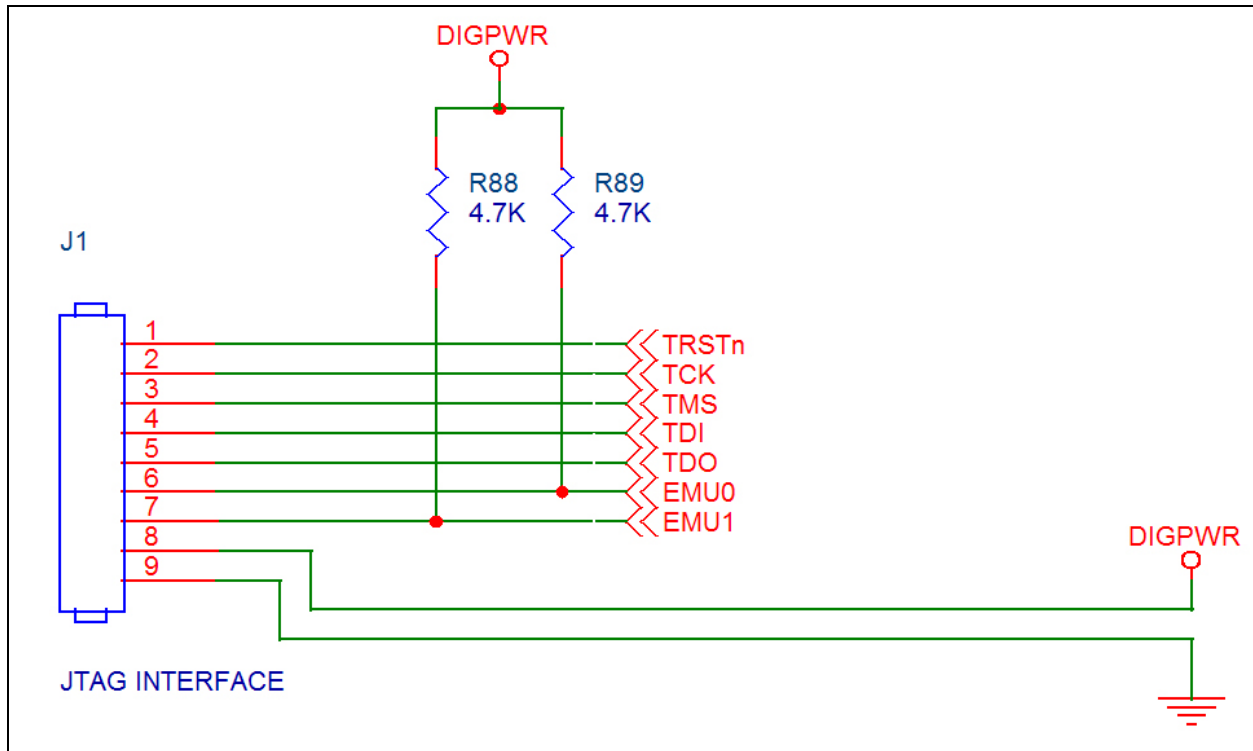 DIGPWR
R88
4.7K
R89
4.7K
J1
1
2
3
4
5
6
7
8
9
TRSTn
TCK
TMS
TDI
TDO
EMU0
EMU1
DIGPWR
JTAG INTERFACE